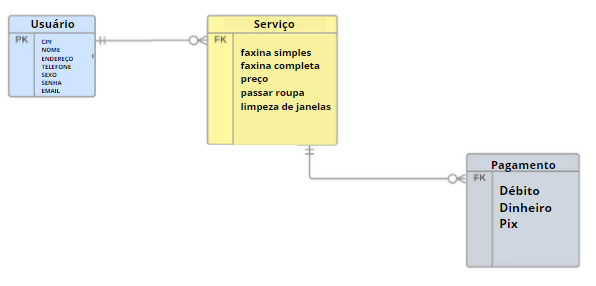 Usuário
PK
CPF
NOME
ENDEREÇO
TELEFONE
SEXO
SENHA
EMAIL
Serviço
FK
faxina simples
faxina completa
preço
passar roupa
limpeza de janelas
Pagamento
FK
Débito
Dinheiro
Pix